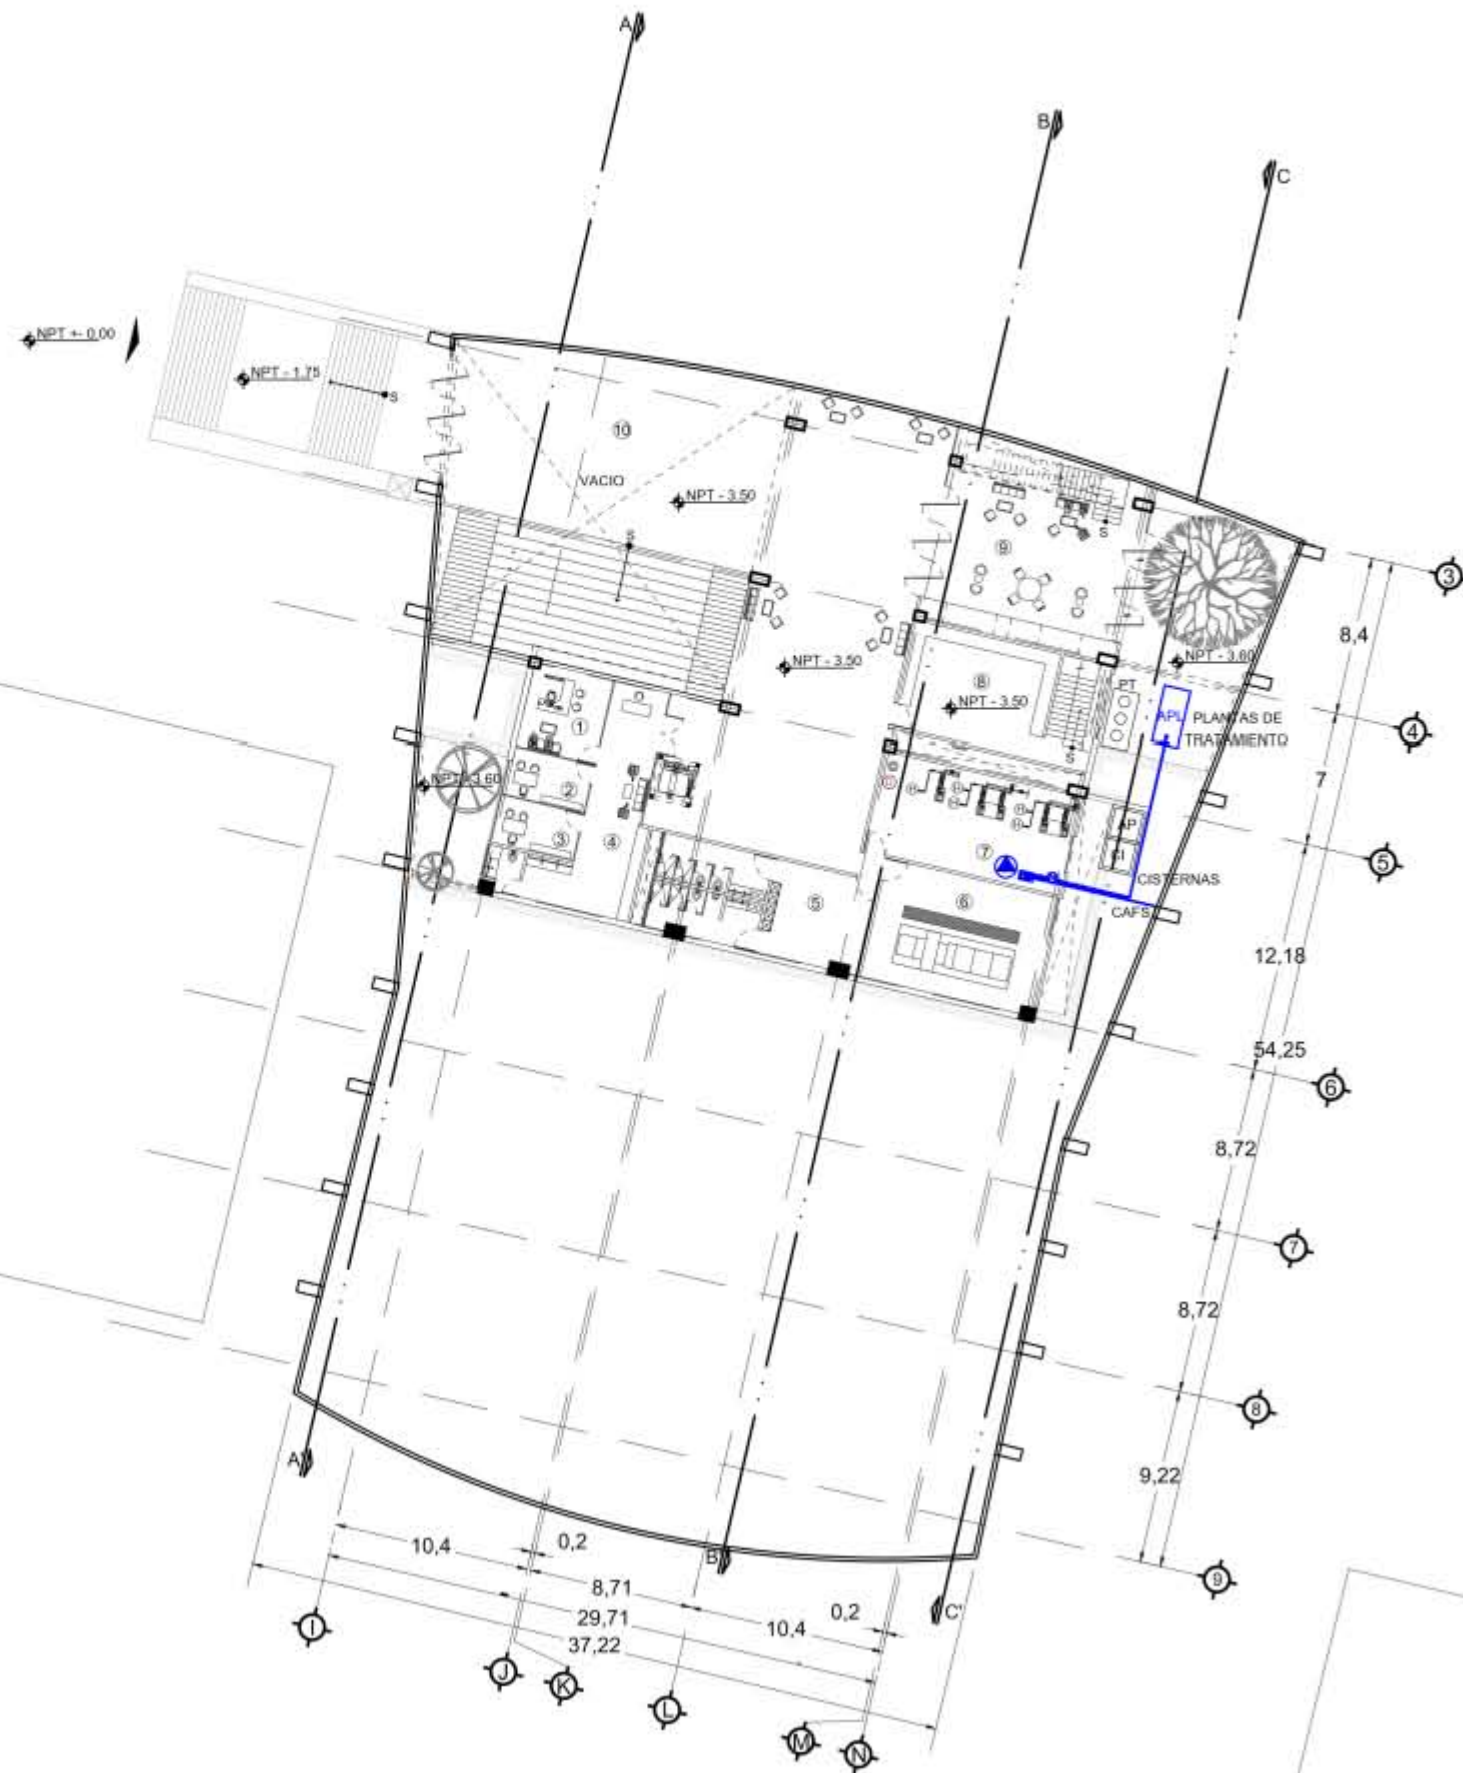 A
B
C
NPT +- 0,00
NPT - 1.75
S
10
VACIO
NPT - 3.50
S
S
9
3
8,4
NPT - 3.50
NPT - 3.60
8
PT
NPT - 3.50
APL
PLANTAS DE
TRATAMIENTO
4
1
S
7
NPT - 3.60
2
AP
3
4
7
CI
5
CISTERNAS
5
6
CAFS
12,18
54,25
6
8,72
7
8,72
8
A'
9,22
10,4
0,2
B'
9
8,71
0,2
29,71
10,4
C'
37,22
I
J
K
L
M
N